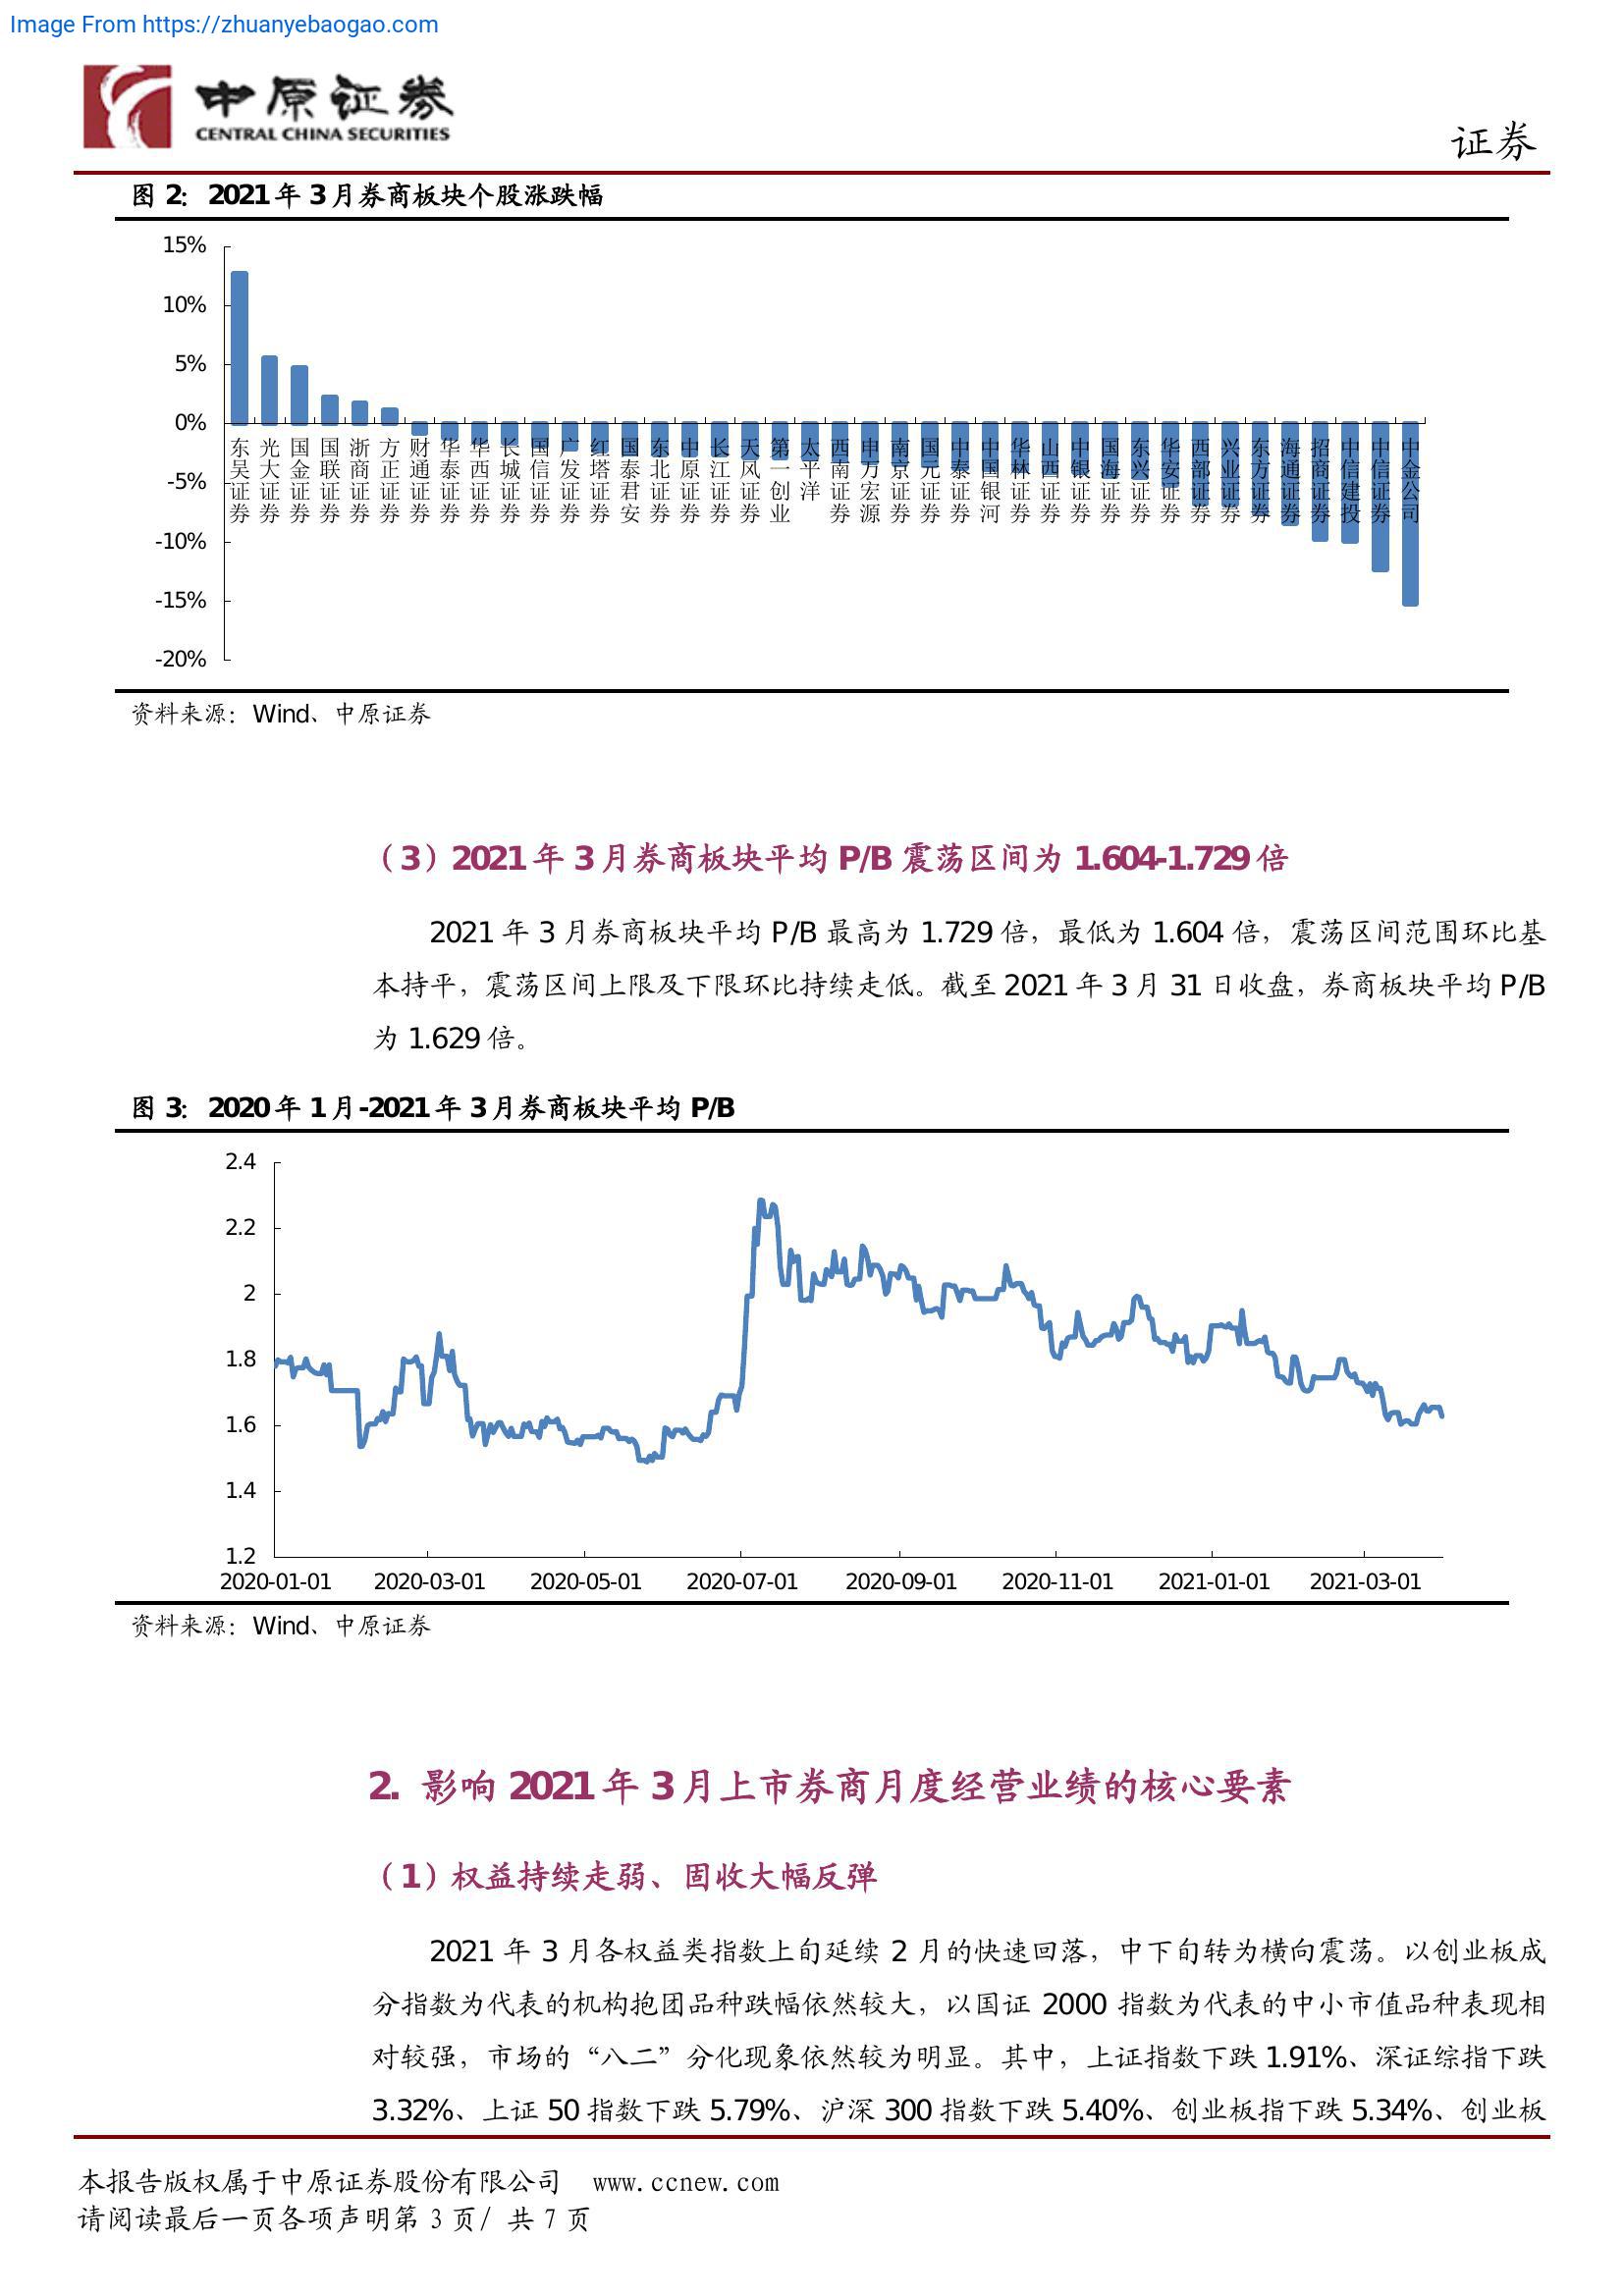 Image From https://zhuanyebaogao.com
中原证券
CENTRAL CHINA SECURITIES
证券
图 2：2021 年 3 月券商板块个股涨跌幅
15%
10%
5%
0%
-5%
-10%
-15%
-20%
东吴证券
光大证券
国金证券
国联证券
浙商证券
方正证券
财通证券
华泰证券
华西证券
长城证券
国信证券
广发证券
红塔证券
国泰君安
东北证券
中原证券
长江证券
天风证券
第一创业
太平洋
西南证券
申万宏源
南京证券
国元证券
中泰证券
中国银河
华林证券
山西证券
中银证券
国海证券
东兴证券
华安证券
西部证券
兴业证券
东方证券
海通证券
招商证券
中信建投
中信证券
中金公司
资料来源：Wind、中原证券
（3）2021 年 3 月券商板块平均 P/B 震荡区间为 1.604-1.729 倍
2021 年 3 月券商板块平均 P/B 最高为 1.729 倍，最低为 1.604 倍，震荡区间范围环比基
本持平，震荡区间上限及下限环比持续走低。截至 2021 年 3 月 31 日收盘，券商板块平均 P/B
为 1.629 倍。
图 3：2020 年 1 月-2021 年 3 月券商板块平均 P/B
2.4
2.2
2
1.8
1.6
1.4
1.2
2020-01-01 2020-03-01 2020-05-01 2020-07-01 2020-09-01 2020-11-01 2021-01-01 2021-03-01
资料来源：Wind、中原证券
2. 影响 2021 年 3 月上市券商月度经营业绩的核心要素
（1）权益持续走弱、固收大幅反弹
2021 年 3 月各权益类指数上旬延续 2 月的快速回落，中下旬转为横向震荡。以创业板成
分指数为代表的机构抱团品种跌幅依然较大，以国证 2000 指数为代表的中小市值品种表现相
对较强，市场的“八二”分化现象依然较为明显。其中，上证指数下跌 1.91%、深证综指下跌
3.32%、上证 50 指数下跌 5.79%、沪深 300 指数下跌 5.40%、创业板指下跌 5.34%、创业板
本报告版权属于中原证券股份有限公司 www.ccnew.com
请阅读最后一页各项声明第 3 页/ 共 7 页